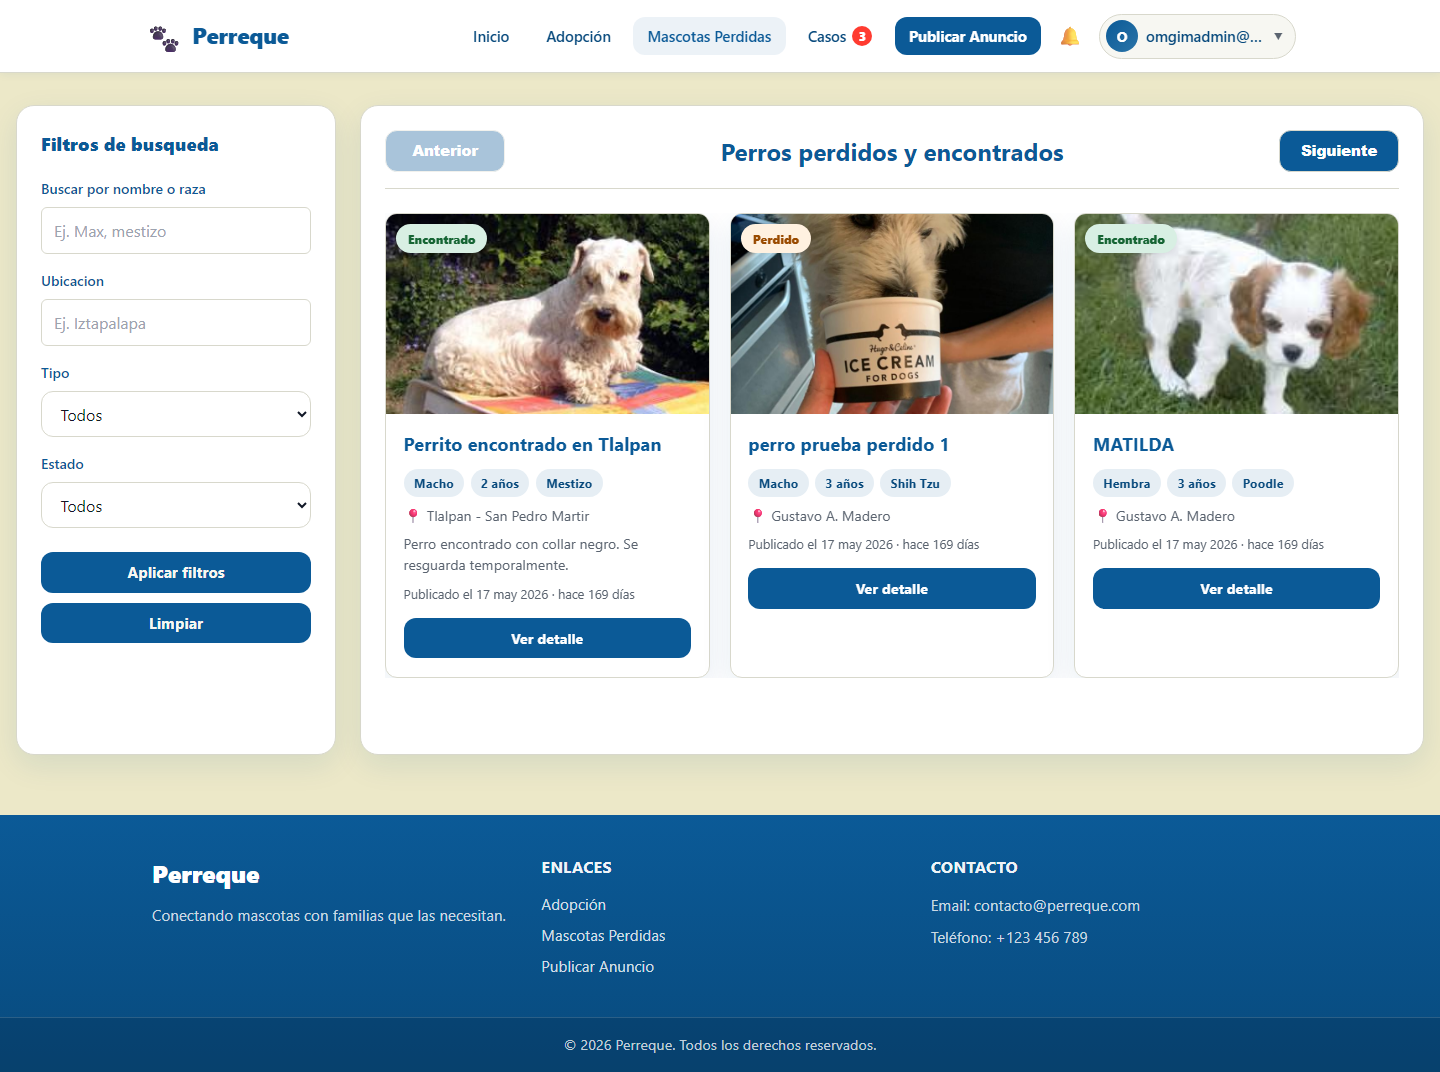 Perreque
Inicio
Adopción
Mascotas Perdidas
Casos 3
Publicar Anuncio
O omgimadmin@...
Filtros de busqueda
Buscar por nombre o raza
Ej. Max, mestizo
Ubicacion
Ej. Iztapalapa
Tipo
Todos
Estado
Todos
Aplicar filtros
Limpiar
Anterior
Perros perdidos y encontrados
Siguiente
Encontrado
Perrito encontrado en Tlalpan
Macho 2 años Mestizo
Tlalpan - San Pedro Martir
Perro encontrado con collar negro. Se
resguarda temporalmente.
Publicado el 17 may 2026 · hace 169 días
Ver detalle
Perdido
Hugo & Celine
ICE CREAM
FOR DOGS
perro prueba perdido 1
Macho 3 años Shih Tzu
Gustavo A. Madero
Publicado el 17 may 2026 · hace 169 días
Ver detalle
Encontrado
MATILDA
Hembra 3 años Poodle
Gustavo A. Madero
Publicado el 17 may 2026 · hace 169 días
Ver detalle
Perreque
Conectando mascotas con familias que las necesitan.
ENLACES
Adopción
Mascotas Perdidas
Publicar Anuncio
CONTACTO
Email: contacto@perreque.com
Teléfono: +123 456 789
© 2026 Perreque. Todos los derechos reservados.